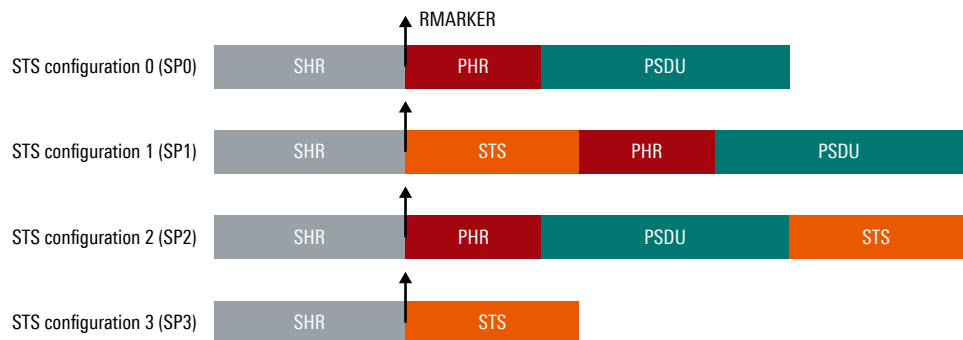 RMARKER
STS configuration 0 (SP0) SHR PHR PSDU
STS configuration 1 (SP1) SHR STS PHR PSDU
STS configuration 2 (SP2) SHR PHR PSDU STS
STS configuration 3 (SP3) SHR STS